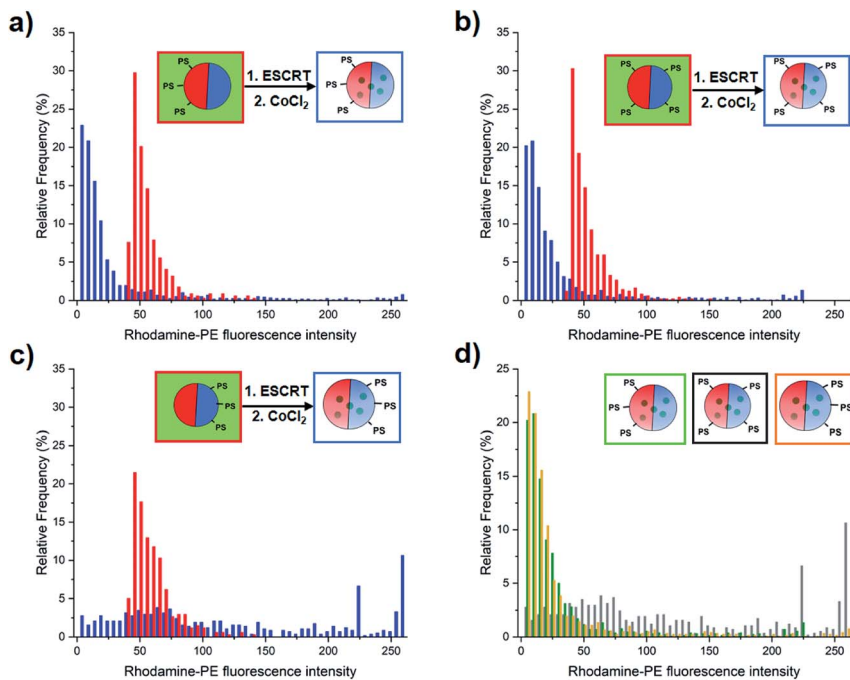 a)
Relative Frequency (%)
35
30
25
20
15
10
5
0
PS
PS
PS
1. ESCRT
2. CoCl₂
PS
PS
PS
0 50 100 150 200 250
Rhodamine-PE fluorescence intensity
b)
Relative Frequency (%)
35
30
25
20
15
10
5
0
PS PS
PS PS
1. ESCRT
2. CoCl₂
PS PS
PS PS
0 50 100 150 200 250
Rhodamine-PE fluorescence intensity
c)
Relative Frequency (%)
35
30
25
20
15
10
5
0
PS
PS
PS
1. ESCRT
2. CoCl₂
PS
PS
PS
0 50 100 150 200 250
Rhodamine-PE fluorescence intensity
d)
Relative Frequency (%)
25
20
15
10
5
0
PS
PS
PS
PS PS
PS PS
PS
PS
PS
0 50 100 150 200 250
Rhodamine-PE fluorescence intensity